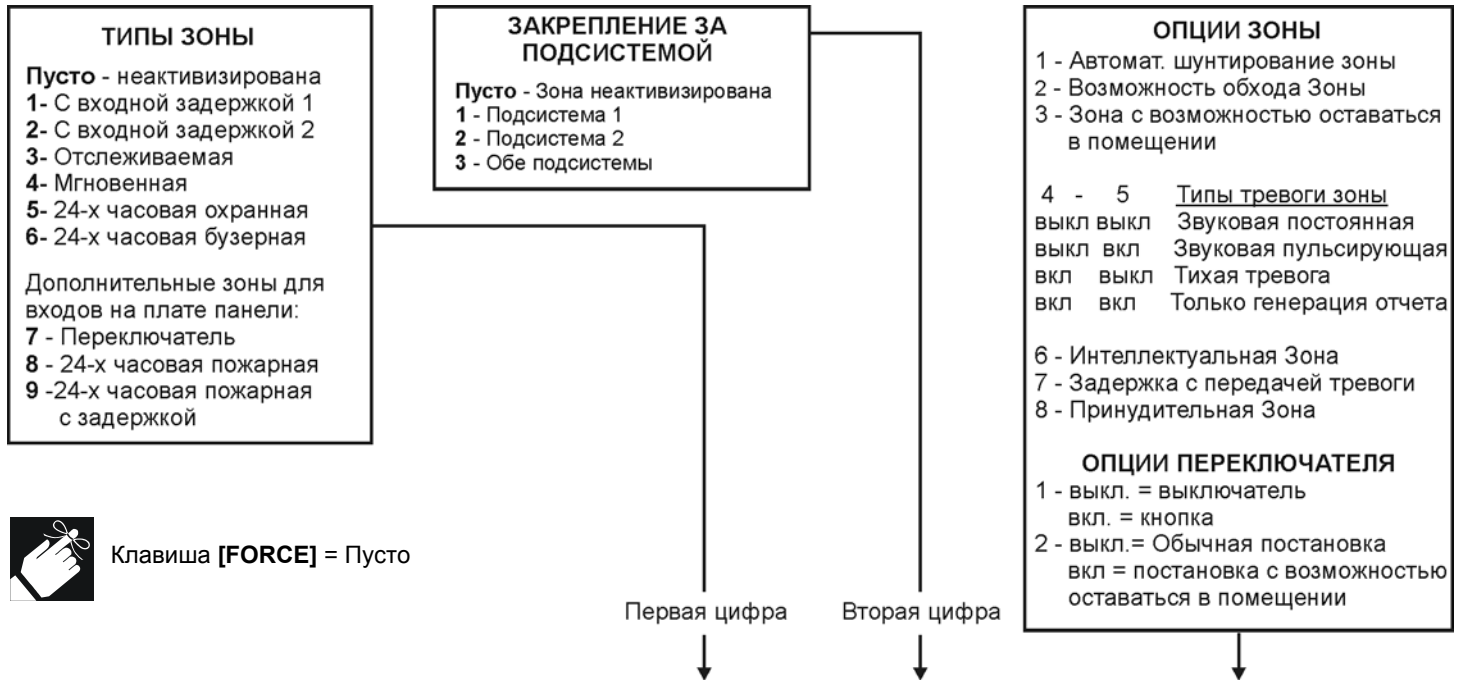 ТИПЫ ЗОНЫ
Пусто - неактивизирована
1- С входной задержкой 1
2- С входной задержкой 2
3- Отслеживаемая
4- Мгновенная
5- 24-х часовая охранная
6- 24-х часовая бузерная
Дополнительные зоны для
входов на плате панели:
7 - Переключатель
8 - 24-х часовая пожарная
9 -24-х часовая пожарная
с задержкой
ЗАКРЕПЛЕНИЕ ЗА
ПОДСИСТЕМОЙ
Пусто - Зона неактивизирована
1 - Подсистема 1
2 - Подсистема 2
3 - Обе подсистемы
ОПЦИИ ЗОНЫ
1 - Автомат. шунтирование зоны
2 - Возможность обхода Зоны
3 - Зона с возможностью оставаться
в помещении
4 - 5 Типы тревоги зоны
выкл выкл Звуковая постоянная
выкл вкл Звуковая пульсирующая
вкл выкл Тихая тревога
вкл вкл Только генерация отчета
6 - Интеллектуальная Зона
7 - Задержка с передачей тревоги
8 - Принудительная Зона
ОПЦИИ ПЕРЕКЛЮЧАТЕЛЯ
1 - выкл. = выключатель
вкл. = кнопка
2 - выкл.= Обычная постановка
вкл = постановка с возможностью
оставаться в помещении
Клавиша [FORCE] = Пусто
Первая цифра
Вторая цифра